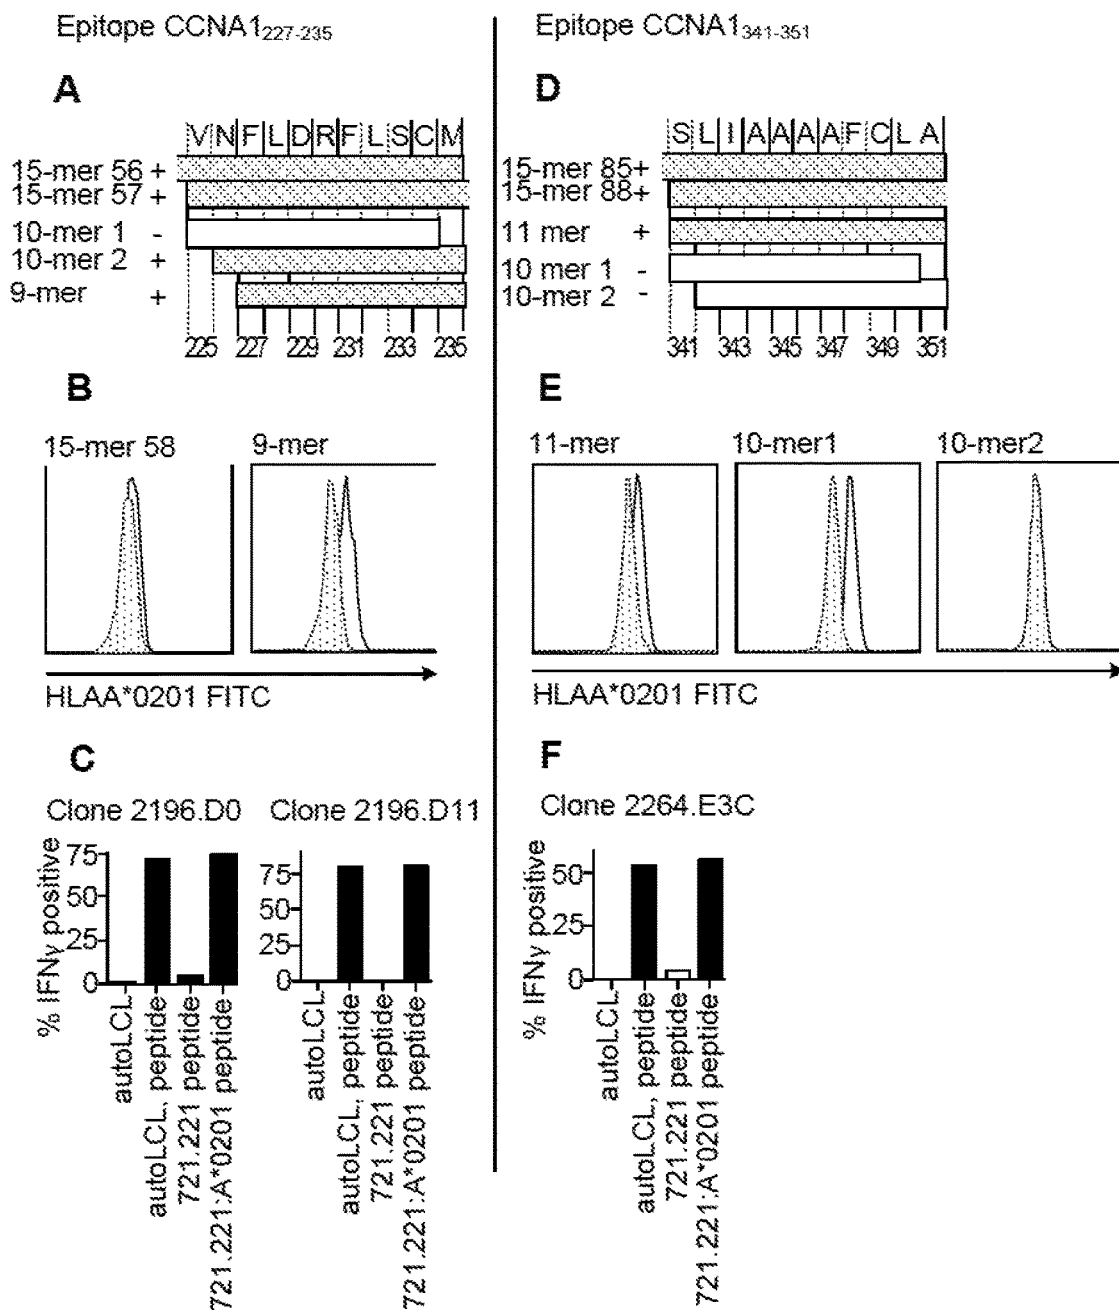 Epitope CCNA1227-235
A
V N F L D R F L S C M
15-mer 56 +
15-mer 57 +
10-mer 1 -
10-mer 2 +
9-mer +
225 227 229 231 233 235
B
15-mer 58
9-mer
HLAA*0201 FITC
C
Clone 2196.D0
Clone 2196.D11
% IFNγ positive
75
50
25
0
75
50
25
0
autoLCL
autoLCL, peptide
721.221 peptide
721.221:A*0201 peptide
autoLCL
autoLCL, peptide
721.221 peptide
721.221:A*0201 peptide
Epitope CCNA1341-351
D
S L I A A A A F C L A
15-mer 85+
15-mer 88+
11 mer +
10 mer 1 -
10-mer 2 -
341 343 345 347 349 351
E
11-mer
10-mer1
10-mer2
HLAA*0201 FITC
F
Clone 2264.E3C
% IFNγ positive
50
25
0
autoLCL
autoLCL, peptide
721.221 peptide
721.221:A*0201 peptide